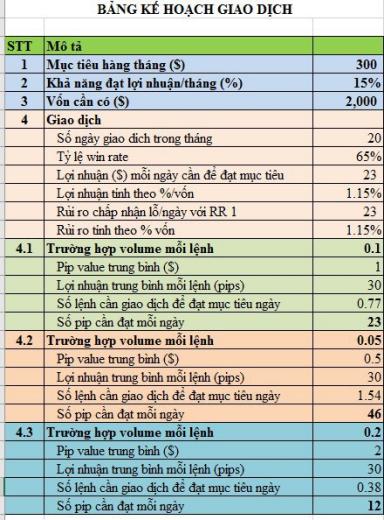 BẢNG KẾ HOẠCH GIAO DỊCH
STT Mô tả
1 Mục tiêu hàng tháng ($) 300
2 Khả năng đạt lợi nhuận/tháng (%) 15%
3 Vốn cần có ($) 2,000
4 Giao dịch
Số ngày giao dich trong tháng 20
Tỷ lệ win rate 65%
Lợi nhuận ($) mỗi ngày cần để đạt mục tiêu 23
Lợi nhuận tính theo %/vốn 1.15%
Rủi ro chấp nhận lỗ/ngày với RR 1 23
Rủi ro tính theo % vốn 1.15%
4.1 Trường hợp volume mỗi lệnh 0.1
Pip value trung bình ($) 1
Lợi nhuận trung bình mỗi lệnh (pips) 30
Số lệnh cần giao dịch để đạt mục tiêu ngày 0.77
Số pip cần đạt mỗi ngày 23
4.2 Trường hợp volume mỗi lệnh 0.05
Pip value trung bình ($) 0.5
Lợi nhuận trung bình mỗi lệnh (pips) 30
Số lệnh cần giao dịch để đạt mục tiêu ngày 1.54
Số pip cần đạt mỗi ngày 46
4.3 Trường hợp volume mỗi lệnh 0.2
Pip value trung bình ($) 2
Lợi nhuận trung bình mỗi lệnh (pips) 30
Số lệnh cần giao dịch để đạt mục tiêu ngày 0.38
Số pip cần đạt mỗi ngày 12